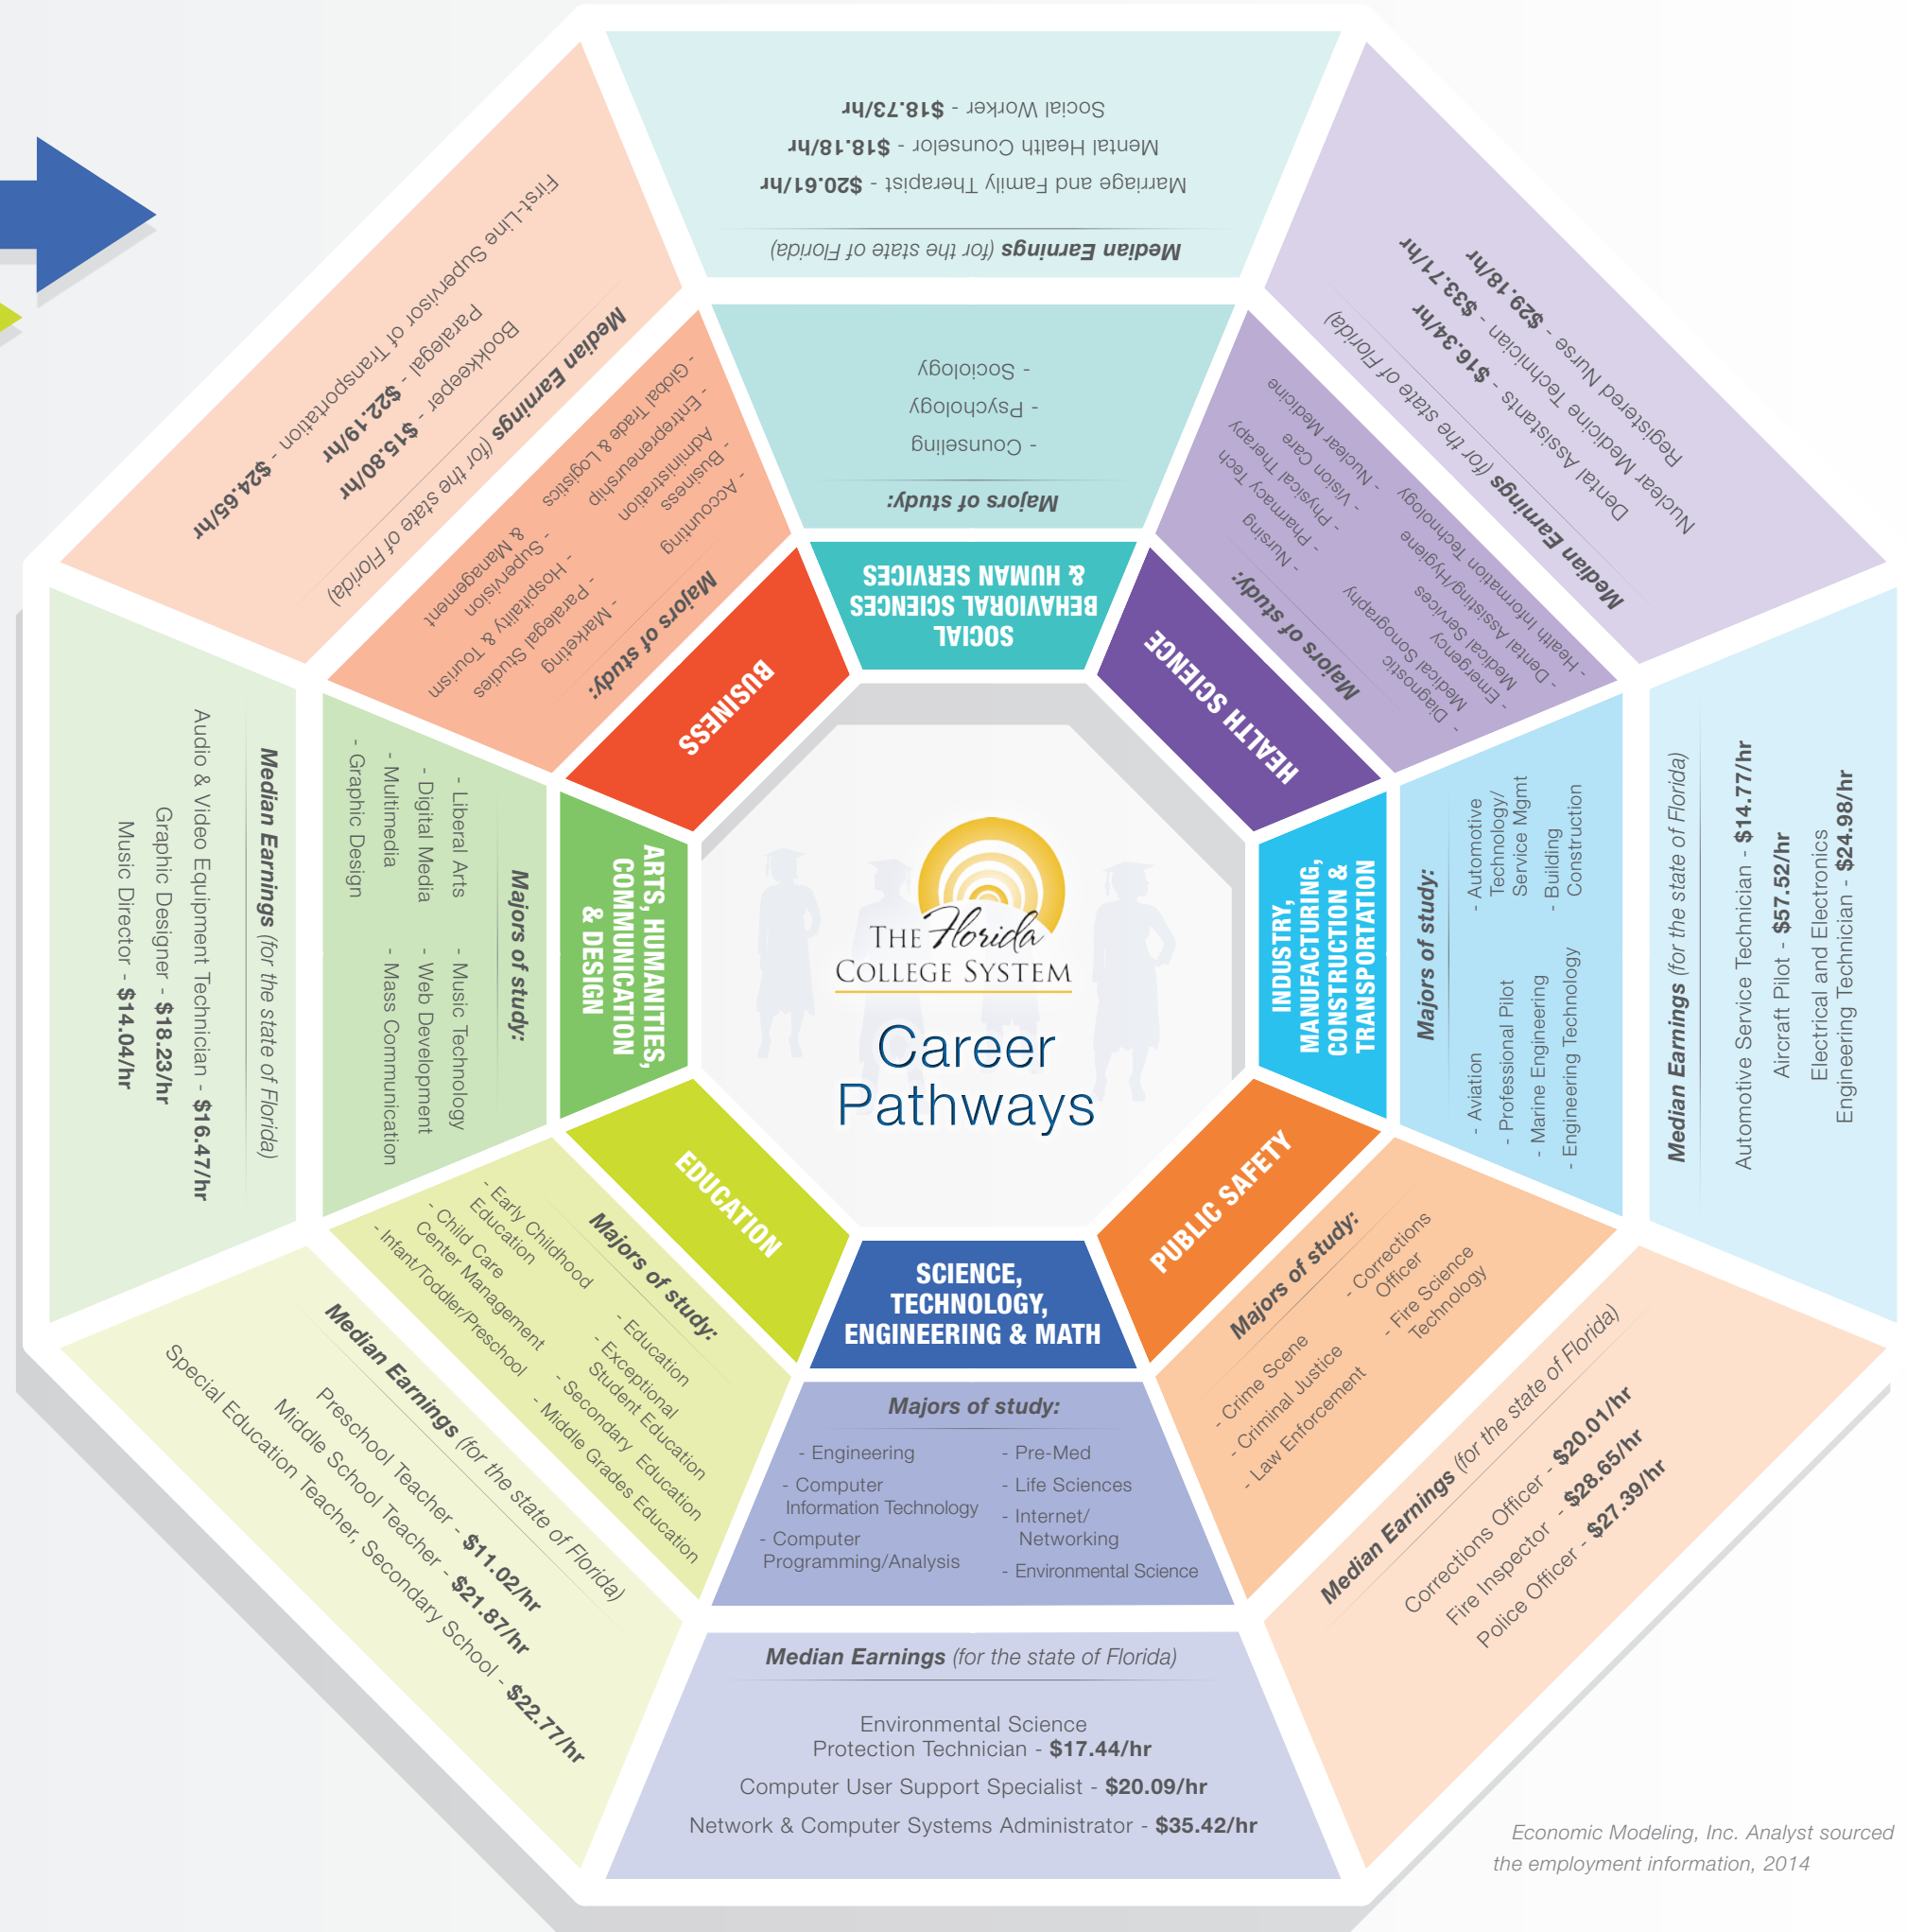 THE Florida
COLLEGE SYSTEM
Career
Pathways
SOCIAL
BEHAVIORAL SCIENCES
& HUMAN SERVICES
Majors of study:
- Counseling
- Psychology
- Sociology
Median Earnings (for the state of Florida)
Marriage and Family Therapist - $20.61/hr
Mental Health Counselor - $18.18/hr
Social Worker - $18.73/hr
HEALTH SCIENCE
Majors of study:
- Diagnostic
Medical Sonography
- Emergency
Medical Services
- Dental Assisting/Hygiene
- Health Information Technology
- Nursing
- Pharmacy Tech
- Physical Therapy
- Vision Care
- Nuclear Medicine
Median Earnings (for the state of Florida)
Dental Assistants - $16.34/hr
Nuclear Medicine Technician - $33.71/hr
Registered Nurse - $29.18/hr
INDUSTRY,
MANUFACTURING,
CONSTRUCTION &
TRANSPORTATION
Majors of study:
- Aviation
- Professional Pilot
- Marine Engineering
- Engineering Technology
- Automotive
Technology/
Service Mgmt
- Building
Construction
Median Earnings (for the state of Florida)
Automotive Service Technician - $14.77/hr
Aircraft Pilot - $57.52/hr
Electrical and Electronics
Engineering Technician - $24.98/hr
PUBLIC SAFETY
Majors of study:
- Crime Scene
- Criminal Justice
- Law Enforcement
- Corrections
Officer
- Fire Science
Technology
Median Earnings (for the state of Florida)
Corrections Officer - $20.01/hr
Fire Inspector - $28.65/hr
Police Officer - $27.39/hr
SCIENCE,
TECHNOLOGY,
ENGINEERING & MATH
Majors of study:
- Engineering
- Computer
Information Technology
- Computer
Programming/Analysis
- Pre-Med
- Life Sciences
- Internet/
Networking
- Environmental Science
Median Earnings (for the state of Florida)
Environmental Science
Protection Technician - $17.44/hr
Computer User Support Specialist - $20.09/hr
Network & Computer Systems Administrator - $35.42/hr
EDUCATION
Majors of study:
- Early Childhood
Education
- Child Care
Center Management
- Infant/Toddler/Preschool
- Education
- Exceptional
Student Education
- Secondary Education
- Middle Grades Education
Median Earnings (for the state of Florida)
Preschool Teacher - $11.02/hr
Middle School Teacher - $21.87/hr
Special Education Teacher, Secondary School - $22.77/hr
ARTS, HUMANITIES,
COMMUNICATION
& DESIGN
Majors of study:
- Liberal Arts
- Digital Media
- Multimedia
- Graphic Design
- Music Technology
- Web Development
- Mass Communication
Median Earnings (for the state of Florida)
Audio & Video Equipment Technician - $16.47/hr
Graphic Designer - $18.23/hr
Music Director - $14.04/hr
BUSINESS
Majors of study:
- Marketing
- Paralegal Studies
- Hospitality & Tourism
- Supervision
& Management
- Accounting
- Business
Administration
- Entrepreneurship
- Global Trade & Logistics
Median Earnings (for the state of Florida)
Bookkeeper - $15.80/hr
Paralegal - $22.19/hr
First-Line Supervisor of Transportation - $24.65/hr
Economic Modeling, Inc. Analyst sourced
the employment information, 2014